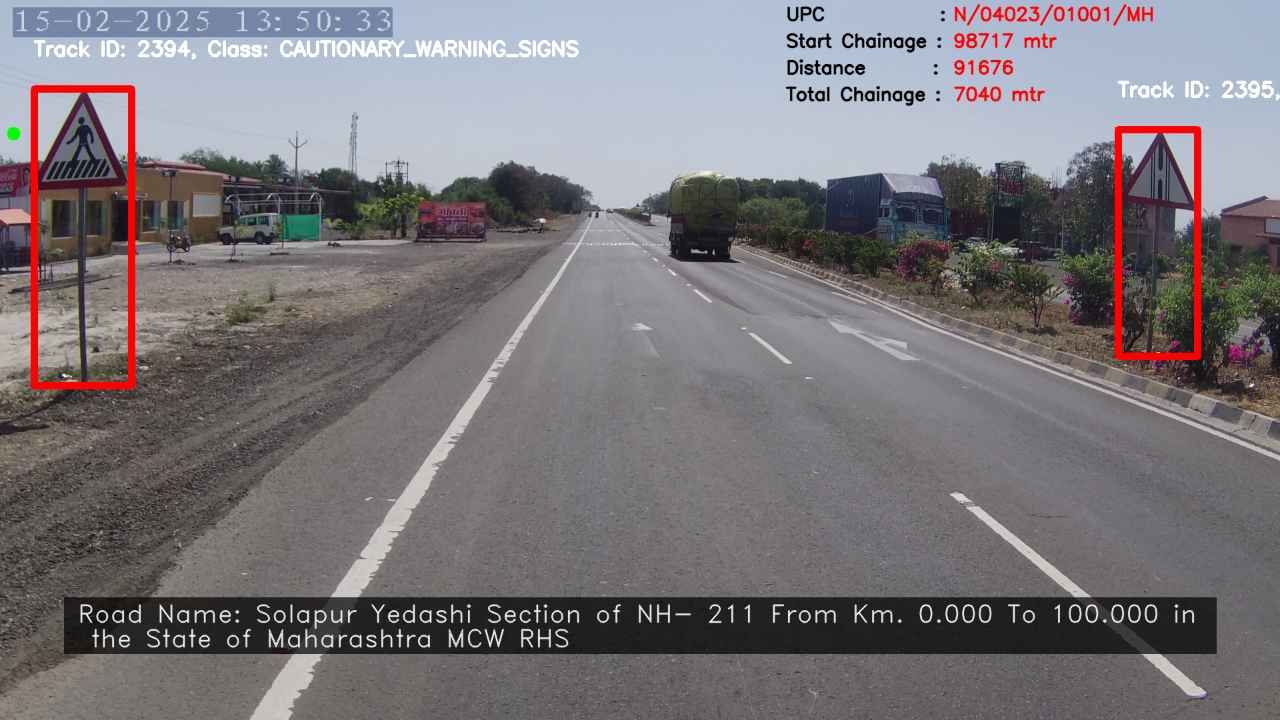 15-02-2025 13:50:33
Track ID: 2394, Class: CAUTIONARY_WARNING_SIGNS
UPC : N/04023/01001/MH
Start Chainage : 98717 mtr
Distance : 91676
Total Chainage : 7040 mtr
Track ID: 2395,
Road Name: Solapur Yedashi Section of NH- 211 From Km. 0.000 To 100.000 in
the State of Maharashtra MCW RHS